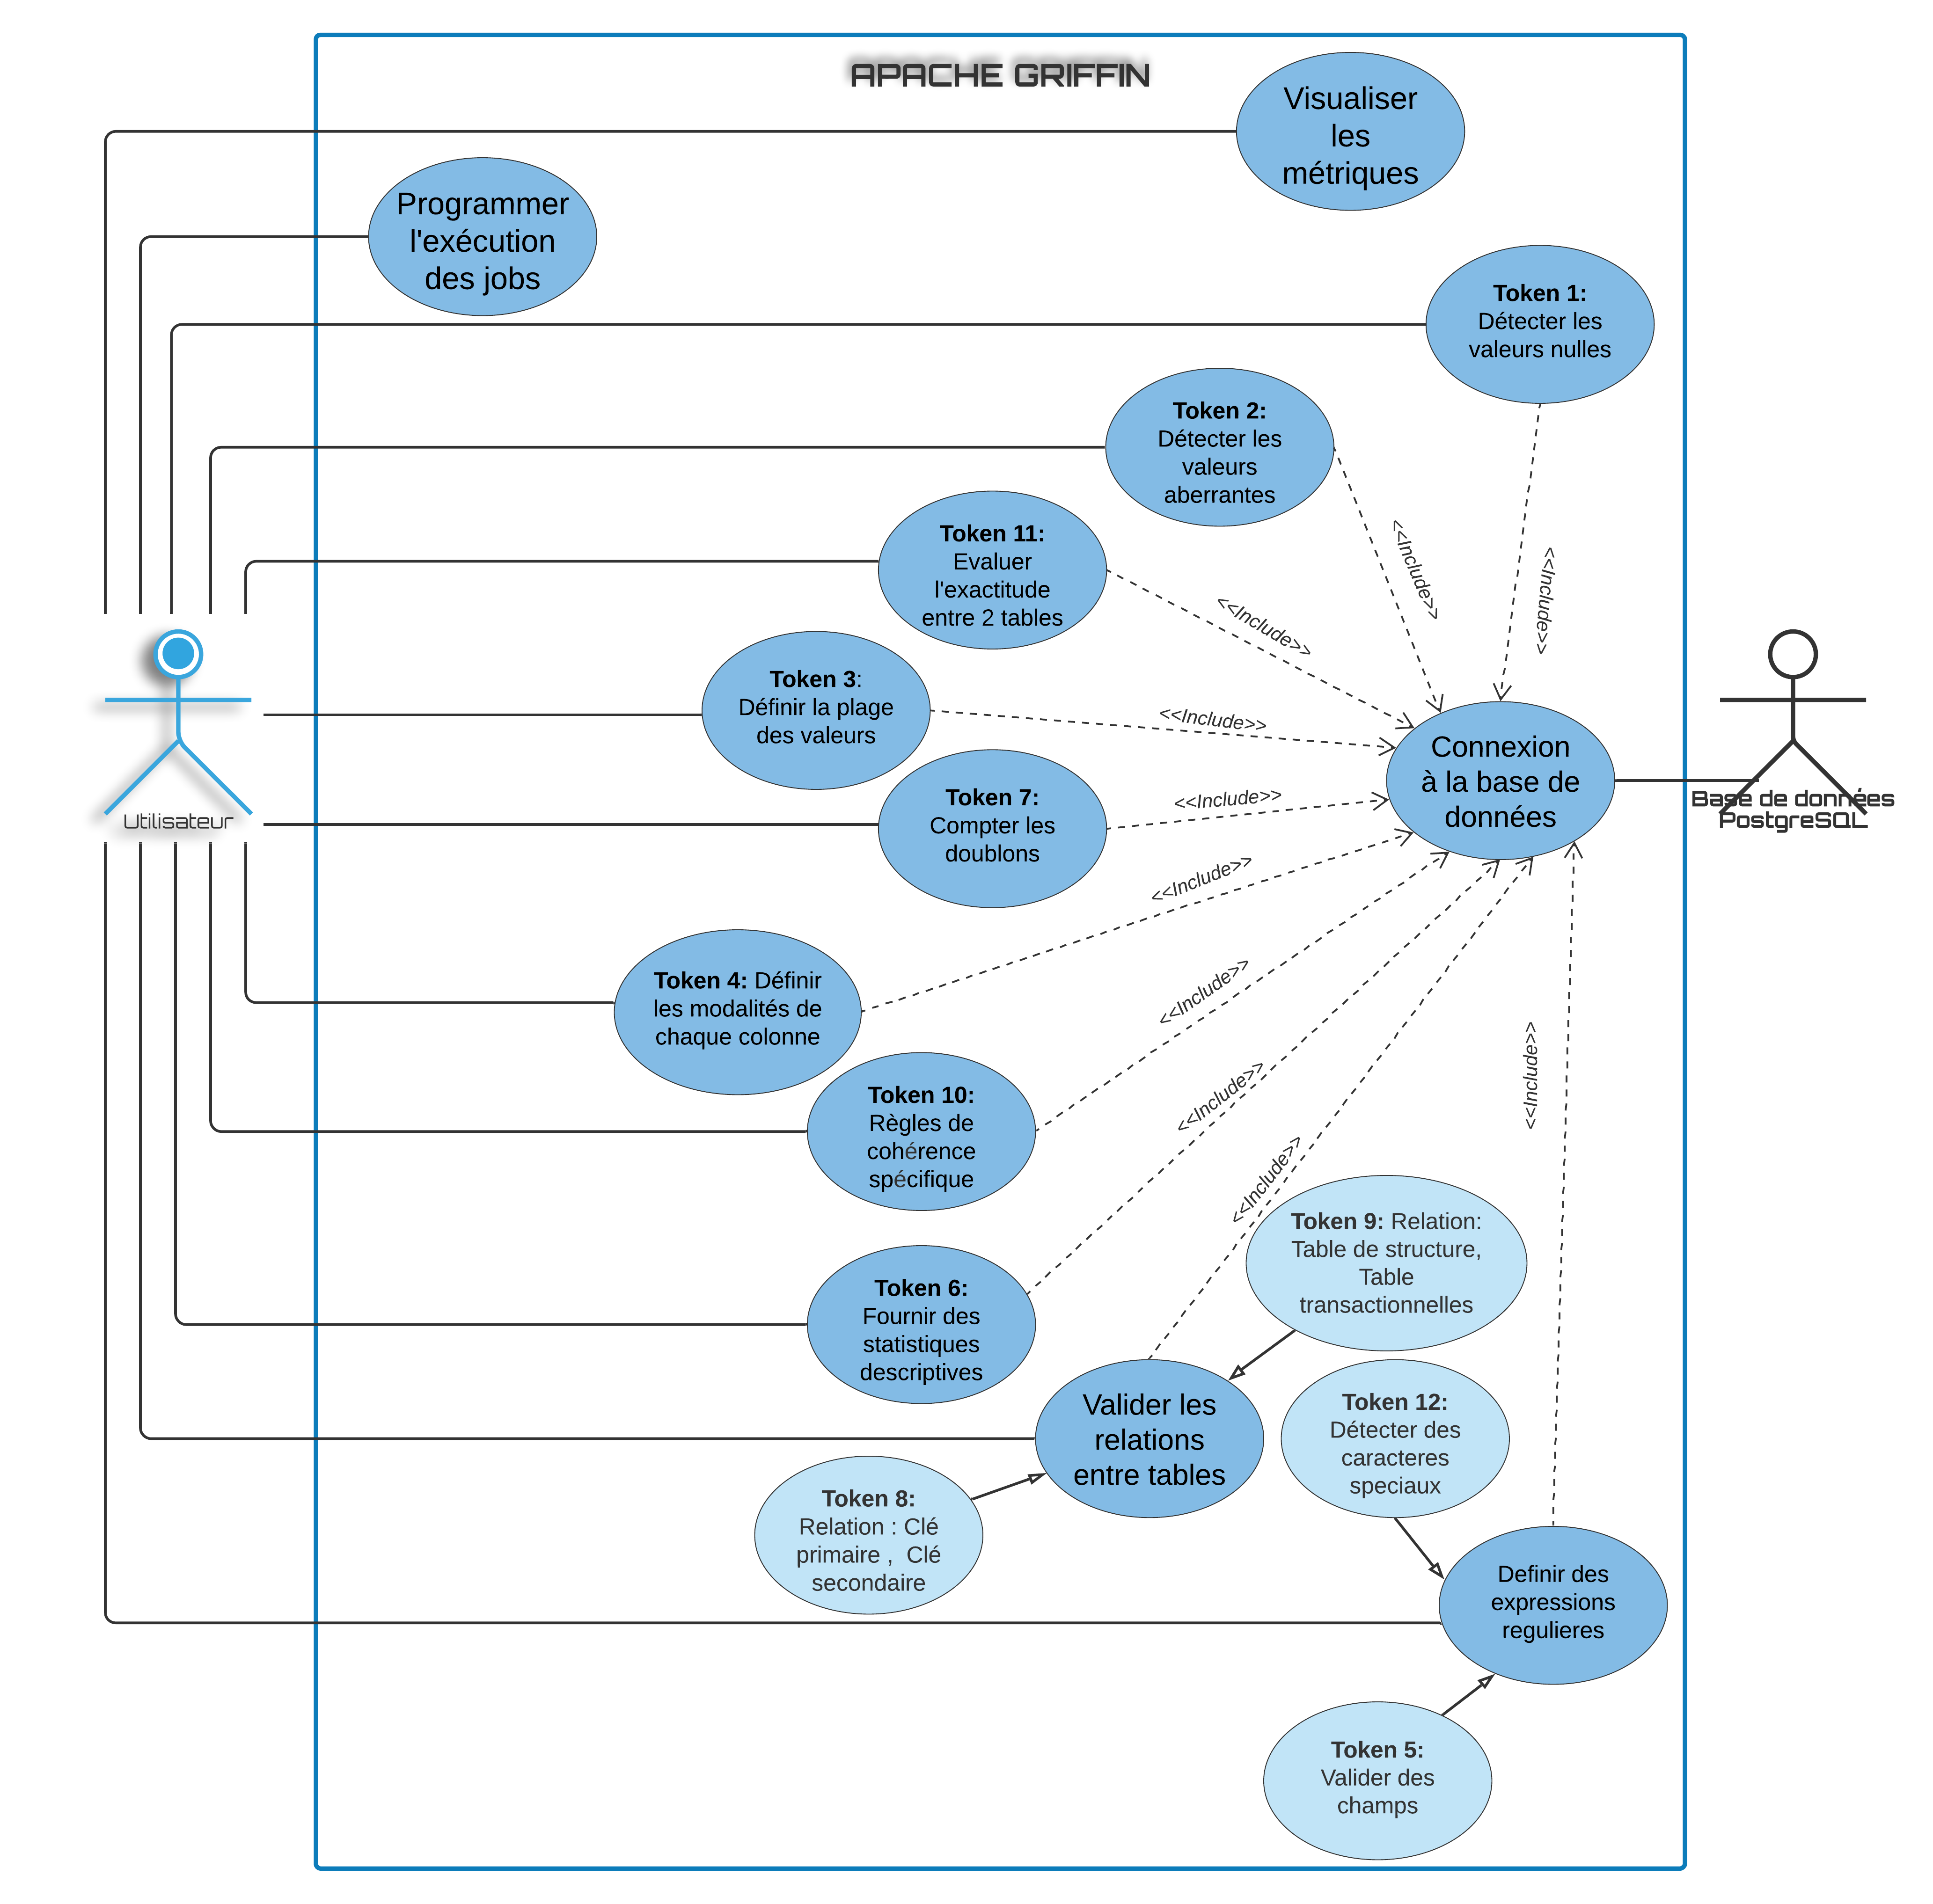 APACHE GRIFFIN
Visualiser
les
métriques
Programmer
l'exécution
des jobs
Token 1:
Détecter les
valeurs nulles
Token 2:
Détecter les
valeurs
aberrantes
Token 11:
Evaluer
l'exactitude
entre 2 tables
<<Include>>
<<Include>>
<<Include>>
Token 3:
Définir la plage
des valeurs
<<Include>>
Connexion
à la base de
données
Utilisateur
Base de données
PostgreSQL
Token 7:
Compter les
doublons
<<Include>>
<<Include>>
Token 4: Définir
les modalités de
chaque colonne
<<Include>>
Token 10:
Règles de
cohérence
spécifique
<<Include>>
<<Include>>
<<Include>>
Token 9: Relation:
Table de structure,
Table
transactionnelles
Token 6:
Fournir des
statistiques
descriptives
Valider les
relations
entre tables
Token 12:
Détecter des
caracteres
speciaux
Token 8:
Relation : Clé
primaire ,  Clé
secondaire
Definir des
expressions
regulieres
Token 5:
Valider des
champs